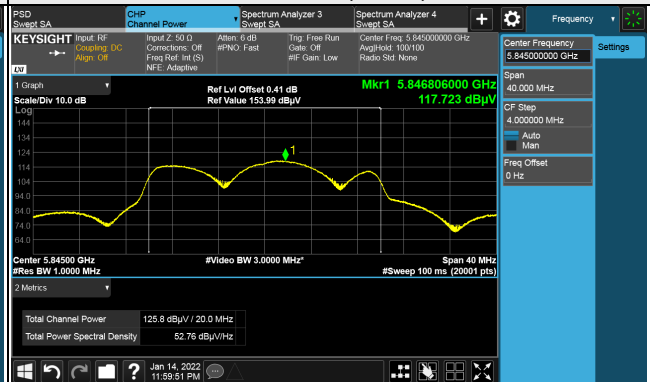 PSD
Swept SA
CHP
Channel Power
Spectrum Analyzer 3
Swept SA
Spectrum Analyzer 4
Swept SA
+
Frequency
KEYSIGHT
Input: RF
Coupling: DC
Align: Off
Input Z: 50 Ω
Corrections: Off
Freq Ref: Int (S)
NFE: Adaptive
Atten: 6 dB
#PNO: Fast
Trig: Free Run
Gate: Off
#IF Gain: Low
Center Freq: 5.845000000 GHz
Avg|Hold: 100/100
Radio Std: None
LXI
Center Frequency
5.845000000 GHz
Settings
Span
40.000 MHz
CF Step
4.000000 MHz
Auto
Man
Freq Offset
0 Hz
1 Graph
Scale/Div 10.0 dB
Log
Ref Lvl Offset 0.41 dB
Ref Value 153.99 dBµV
Mkr1 5.846806000 GHz
117.723 dBµV
144
134
124
114
104
94.0
84.0
74.0
64.0
1
Center 5.84500 GHz
#Res BW 1.0000 MHz
#Video BW 3.0000 MHz*
Span 40 MHz
#Sweep 100 ms (20001 pts)
2 Metrics
Total Channel Power 125.8 dBµV / 20.0 MHz
Total Power Spectral Density 52.76 dBµV/Hz
?
Jan 14, 2022
11:59:51 PM